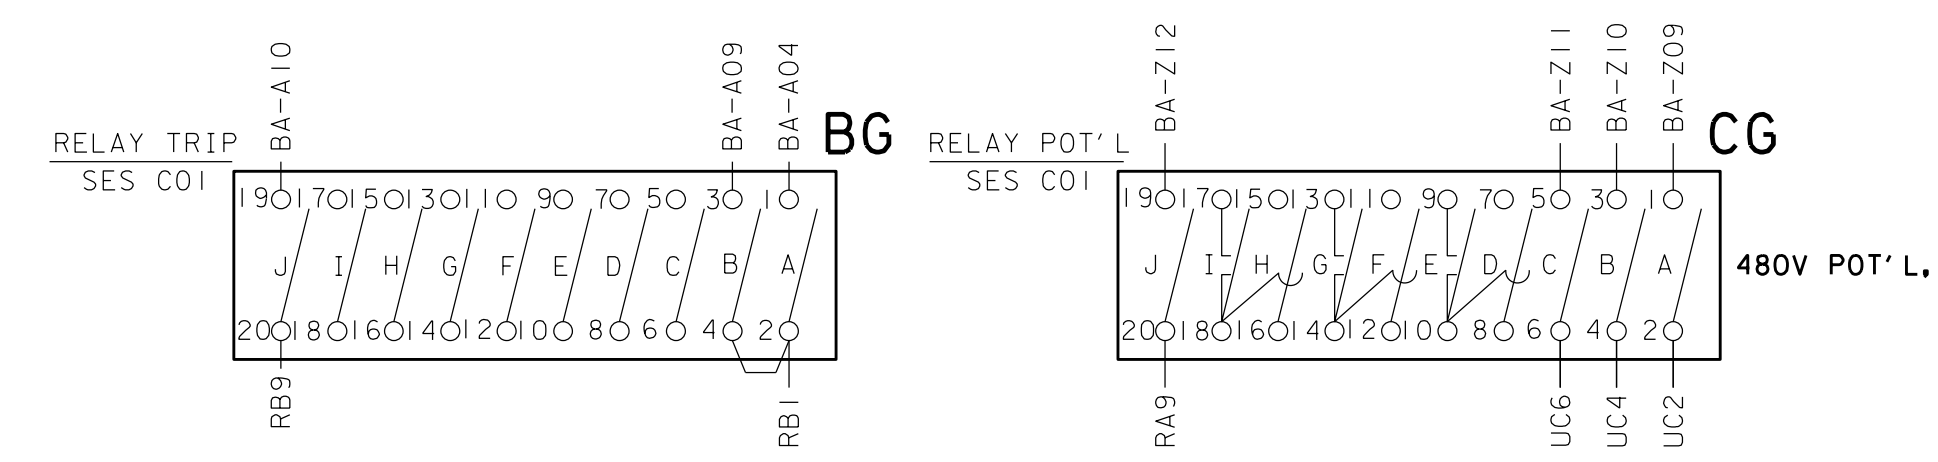 BA-A10
BA-A09
BA-A04
BG
RELAY TRIP
SES CO1
19 17 15 13 11 9 7 5 3 1
J I H G F E D C B A
20 18 16 14 12 10 8 6 4 2
RB9
RB1
BA-Z12
BA-Z11
BA-Z10
BA-Z09
CG
RELAY POT'L
SES CO1
19 17 15 13 11 9 7 5 3 1
J I H G F E D C B A
480V POT'L.
20 18 16 14 12 10 8 6 4 2
RA9
UC6
UC4
UC2